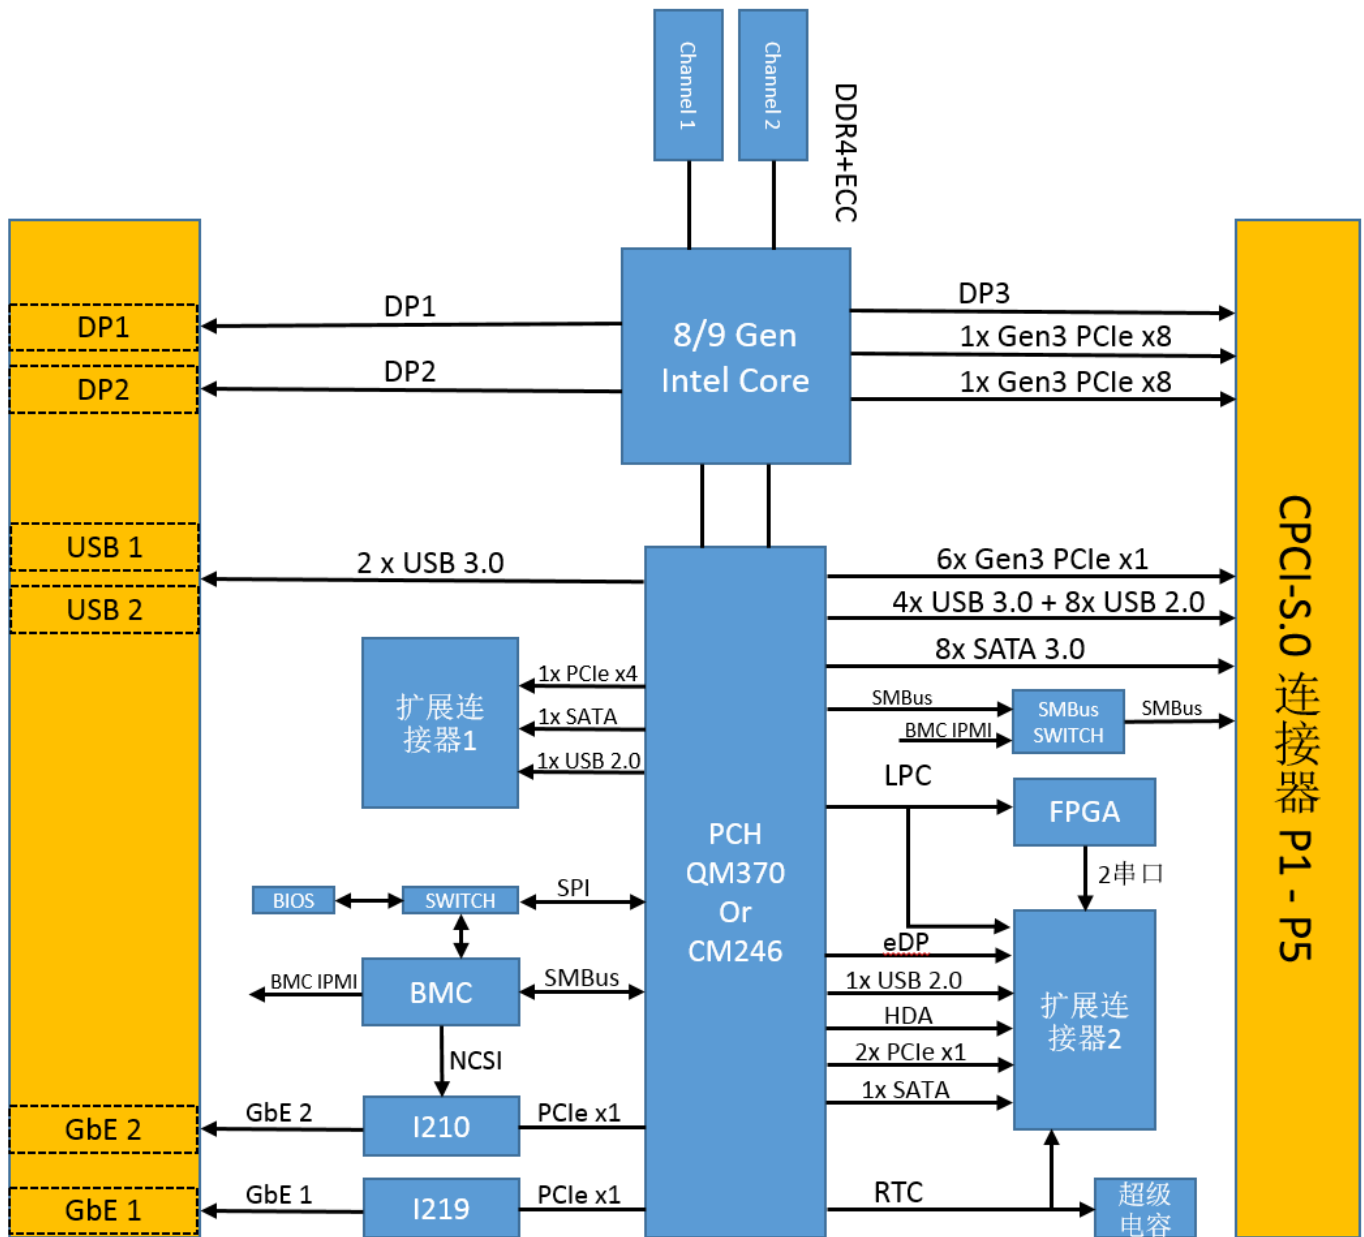 Channel 1
Channel 2
DDR4+ECC
DP1
DP2
USB 1
USB 2
GbE 2
GbE 1
DP1
DP2
8/9 Gen
Intel Core
DP3
1x Gen3 PCIe x8
1x Gen3 PCIe x8
2 x USB 3.0
扩展连
接器1
1x PCIe x4
1x SATA
1x USB 2.0
BIOS
SWITCH
SPI
BMC IPMI
BMC
SMBus
NCSI
GbE 2
I210
PCIe x1
GbE 1
I219
PCIe x1
PCH
QM370
Or
CM246
6x Gen3 PCIe x1
4x USB 3.0 + 8x USB 2.0
8x SATA 3.0
SMBus
BMC IPMI
SMBus
SWITCH
SMBus
LPC
FPGA
2串口
eDP
1x USB 2.0
HDA
2x PCIe x1
1x SATA
扩展连
接器2
RTC
超级
电容
CPCI-S.0 连接器 P1 - P5